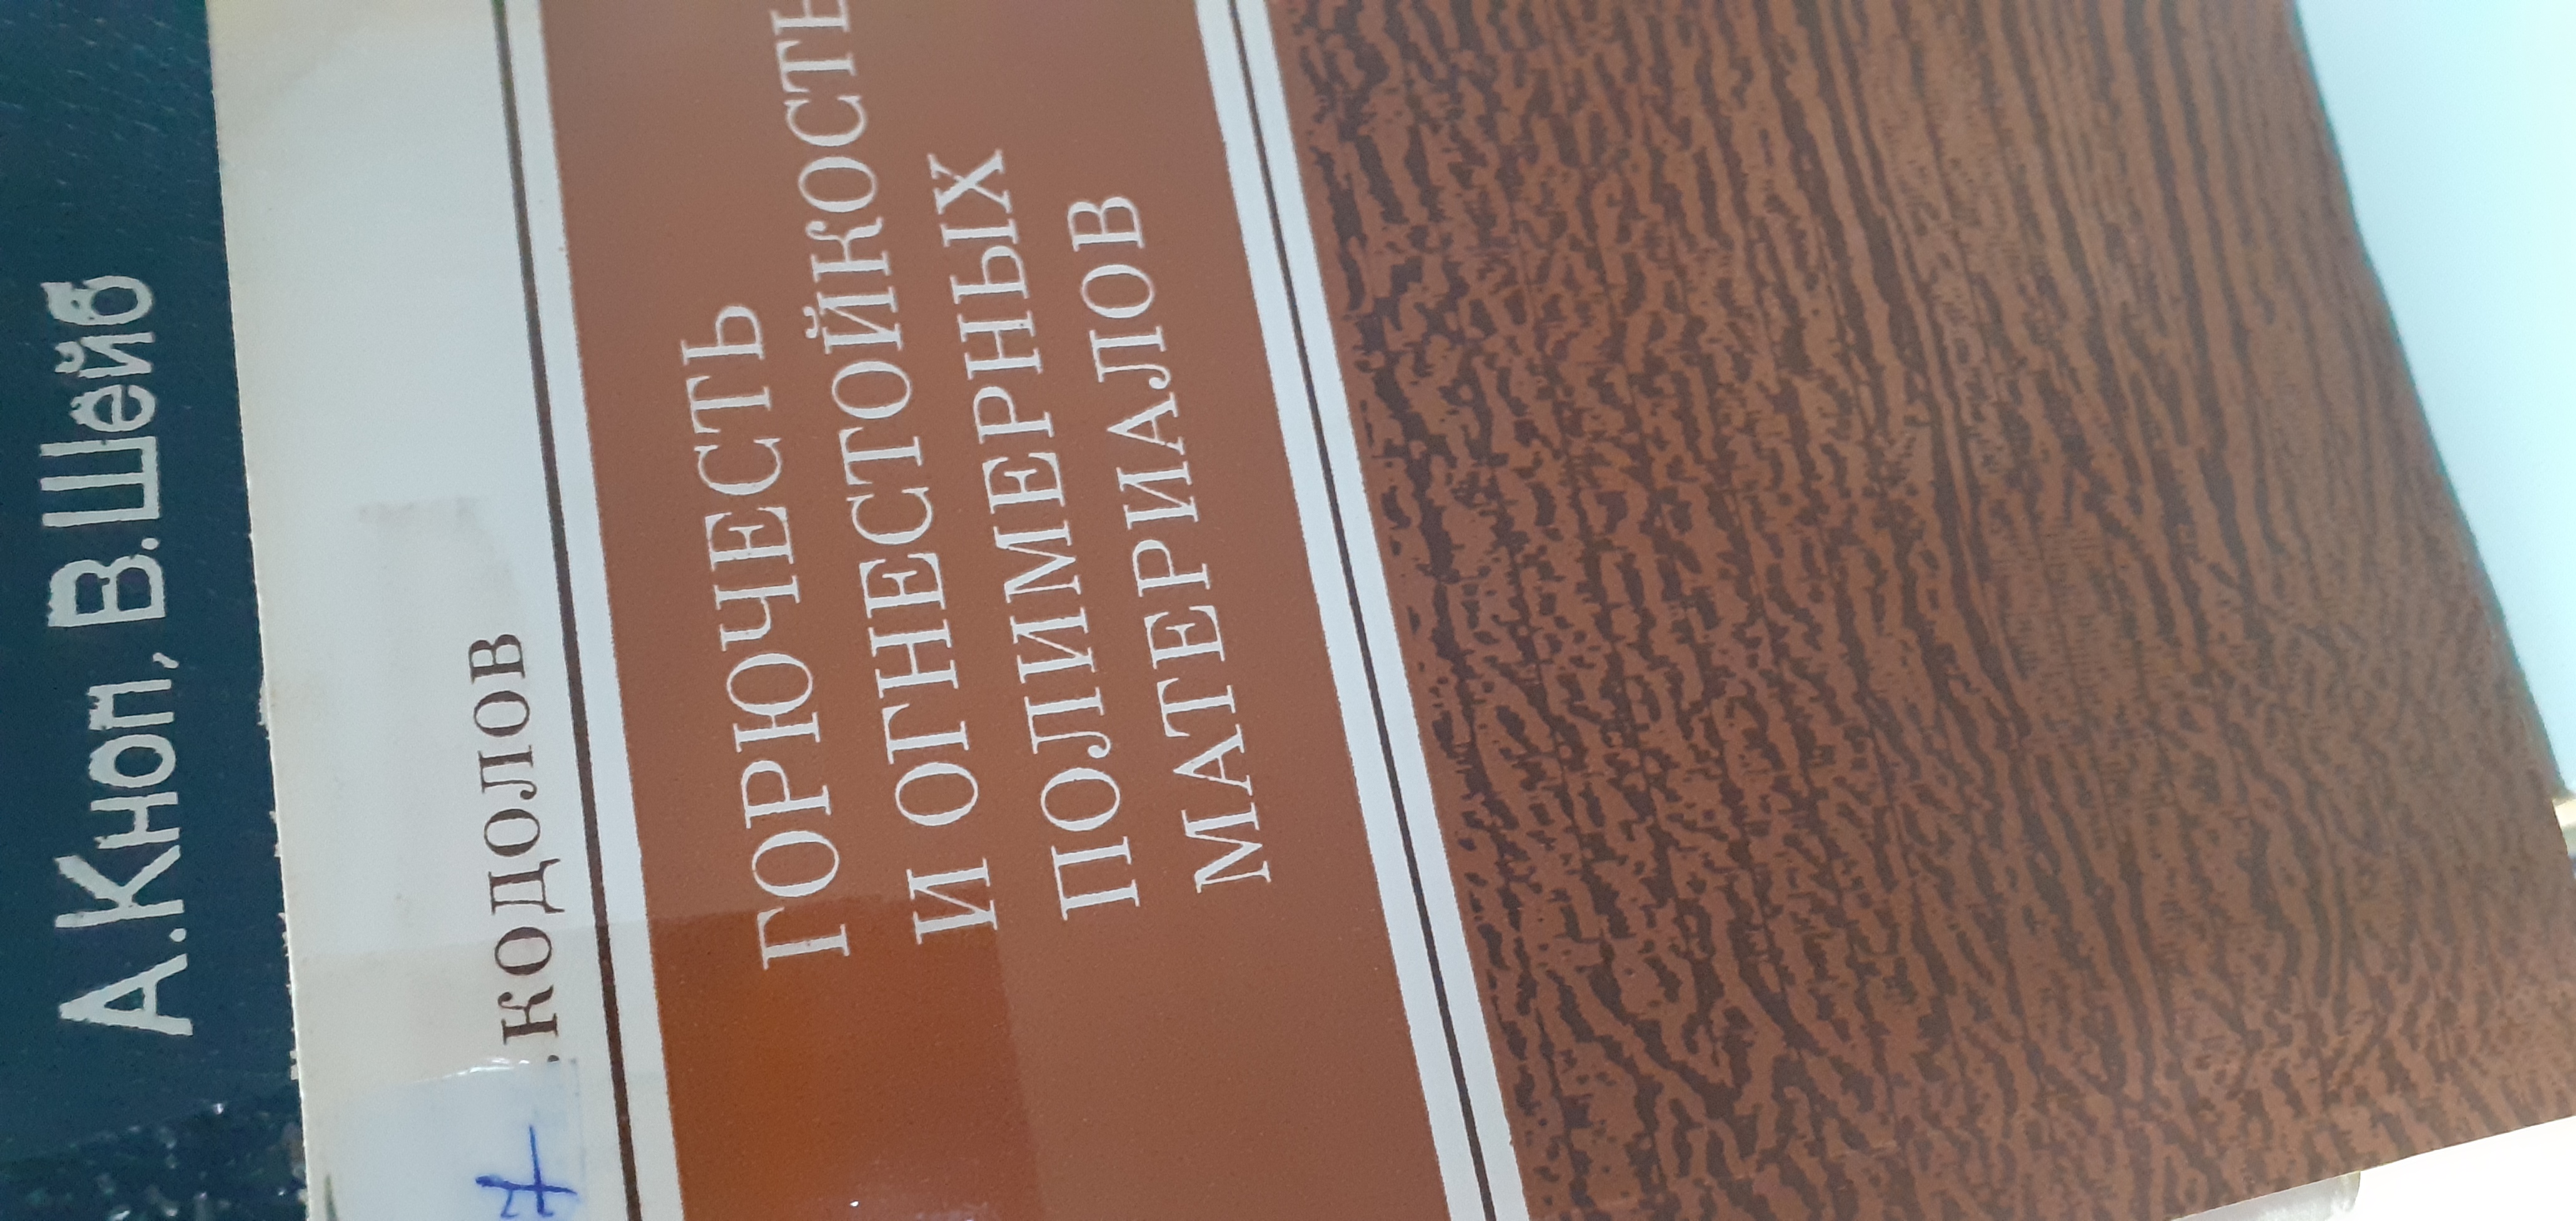 А.Кноп, В.Шейб
.КОДОЛОВ
ГОРЮЧЕСТЬ
И ОГНЕСТОЙКОСТЬ
ПОЛИМЕРНЫХ
МАТЕРИАЛОВ